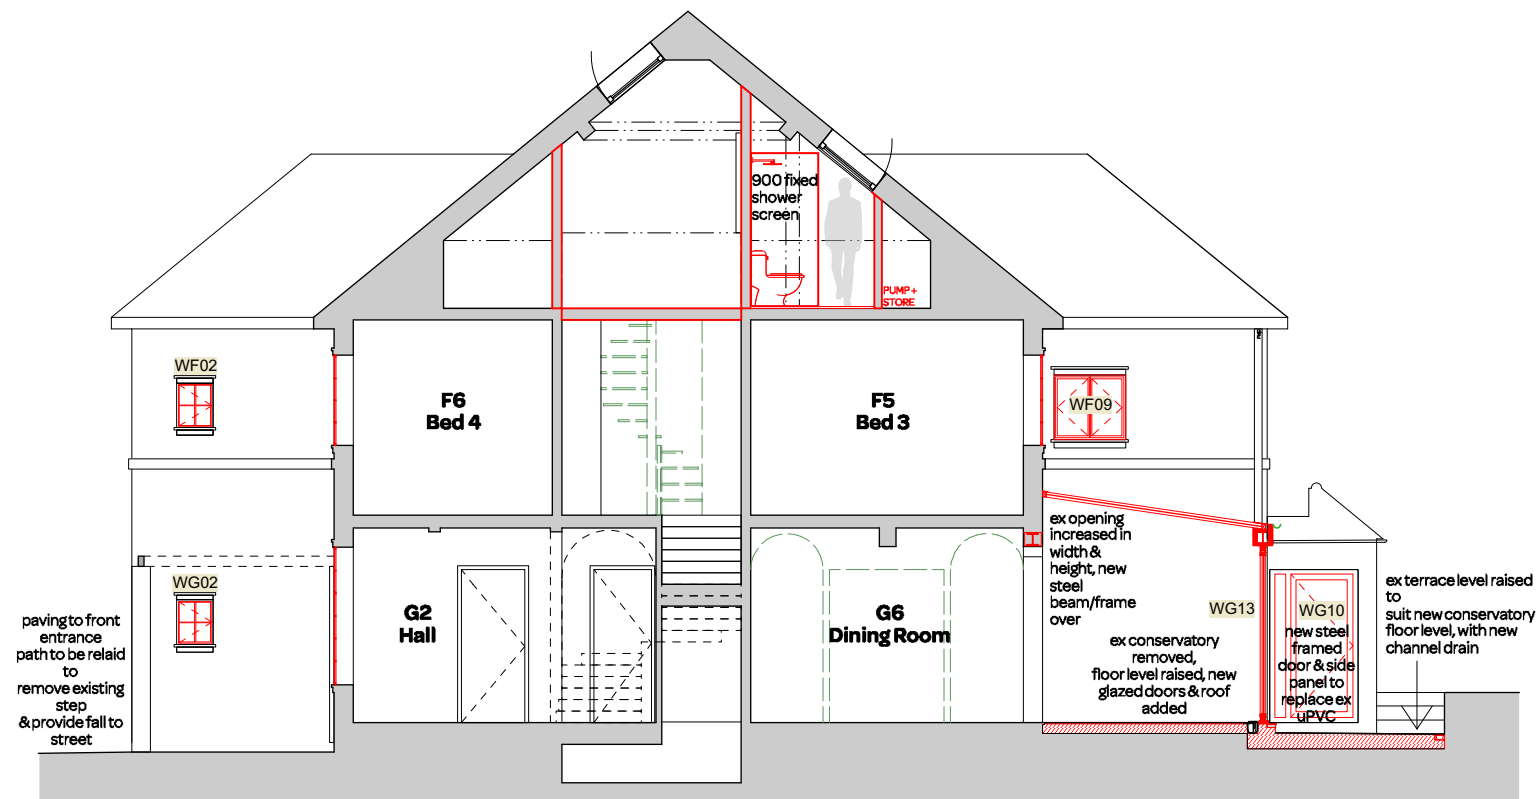 900 fixed
shower
screen
PUMP+
STORE
WF02
F6
Bed 4
F5
Bed 3
WF09
ex opening
increased in
width &
height, new
steel
beam/frame
over
WG02
paving to front
entrance
path to be relaid
to
remove existing
step
& provide fall to
street
G2
Hall
G6
Dining Room
WG13
ex conservatory
removed,
floor level raised, new
glazed doors & roof
added
WG10
new steel
framed
door & side
panel to
replace ex
uPVC
ex terrace level raised
to
suit new conservatory
floor level, with new
channel drain